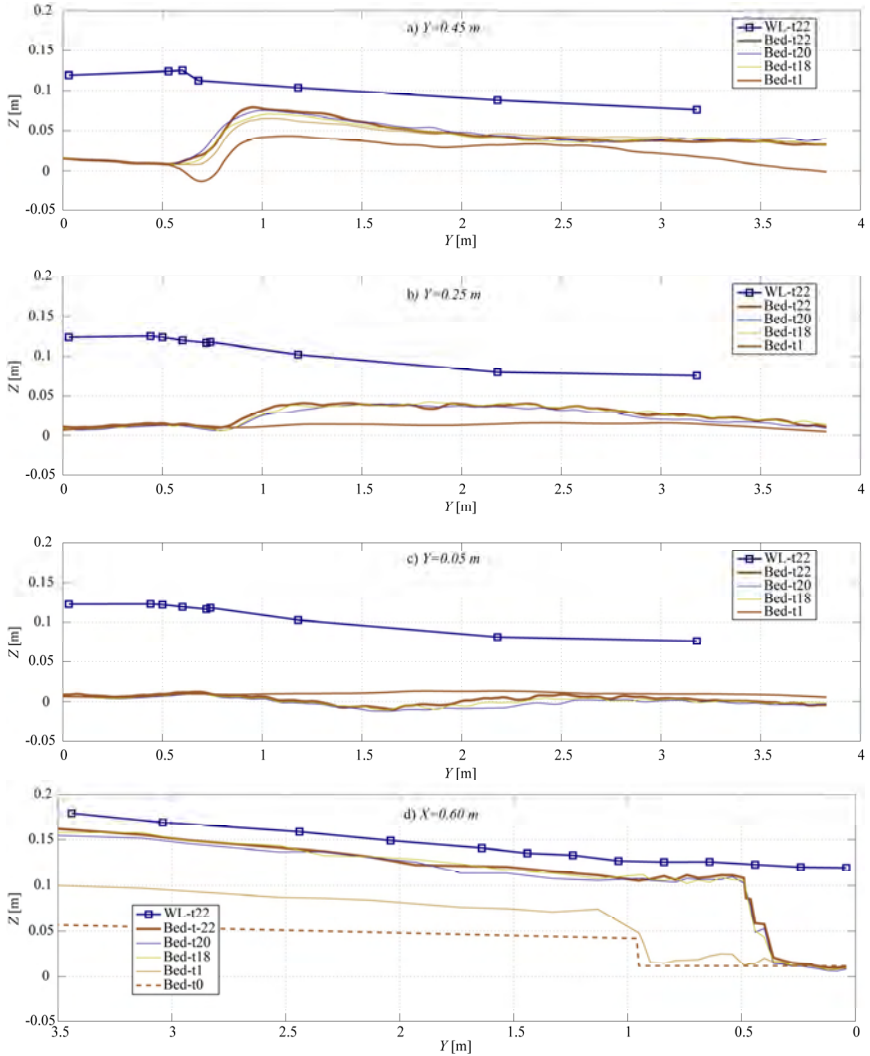 0.2
a) Y=0.45 m
WL-t22
Bed-t22
Bed-t20
Bed-t18
Bed-t1
0.15
0.1
Z [m]
0.05
0
-0.05
0 0.5 1 1.5 2 2.5 3 3.5 4
Y [m]
0.2
b) Y=0.25 m
WL-t22
Bed-t22
Bed-t20
Bed-t18
Bed-t1
0.15
0.1
Z [m]
0.05
0
-0.05
0 0.5 1 1.5 2 2.5 3 3.5 4
Y [m]
0.2
c) Y=0.05 m
WL-t22
Bed-t22
Bed-t20
Bed-t18
Bed-t1
0.15
0.1
Z [m]
0.05
0
-0.05
0 0.5 1 1.5 2 2.5 3 3.5 4
Y [m]
0.2
d) X=0.60 m
0.15
0.1
Z [m]
0.05
0
-0.05
WL-t22
Bed-t-22
Bed-t20
Bed-t18
Bed-t1
Bed-t0
3.5 3 2.5 2 1.5 1 0.5 0
Y [m]